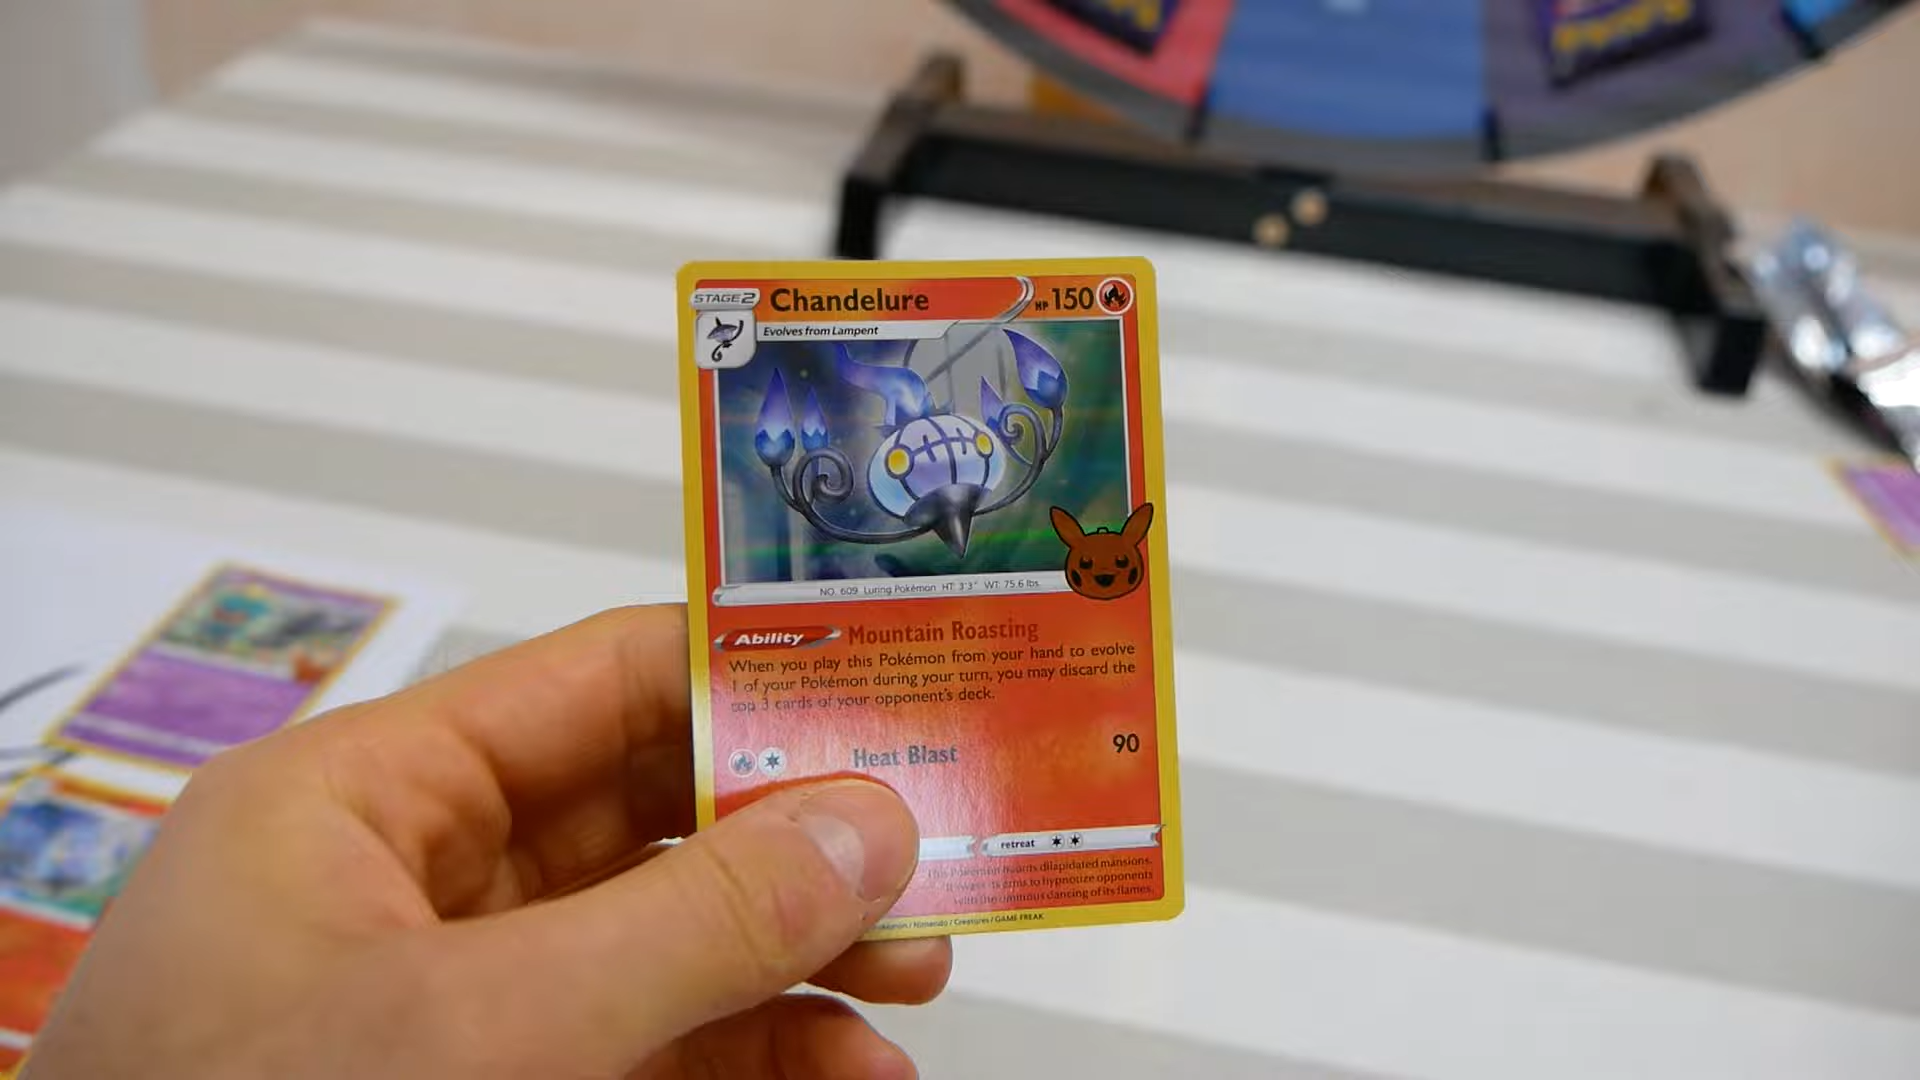 STAGE 2 Chandelure HP 150
Evolves from Lampent
NO. 609 Luring Pokémon HT: 3'3" WT: 75.6 lbs.
Ability Mountain Roasting
When you play this Pokémon from your hand to evolve
1 of your Pokémon during your turn, you may discard the
top 3 cards of your opponent's deck.
Heat Blast 90
retreat
This Pokémon haunts dilapidated mansions.
It sways its arms to hypnotize opponents
with the ominous dancing of its flames.
Pokémon / Nintendo / Creatures / GAME FREAK